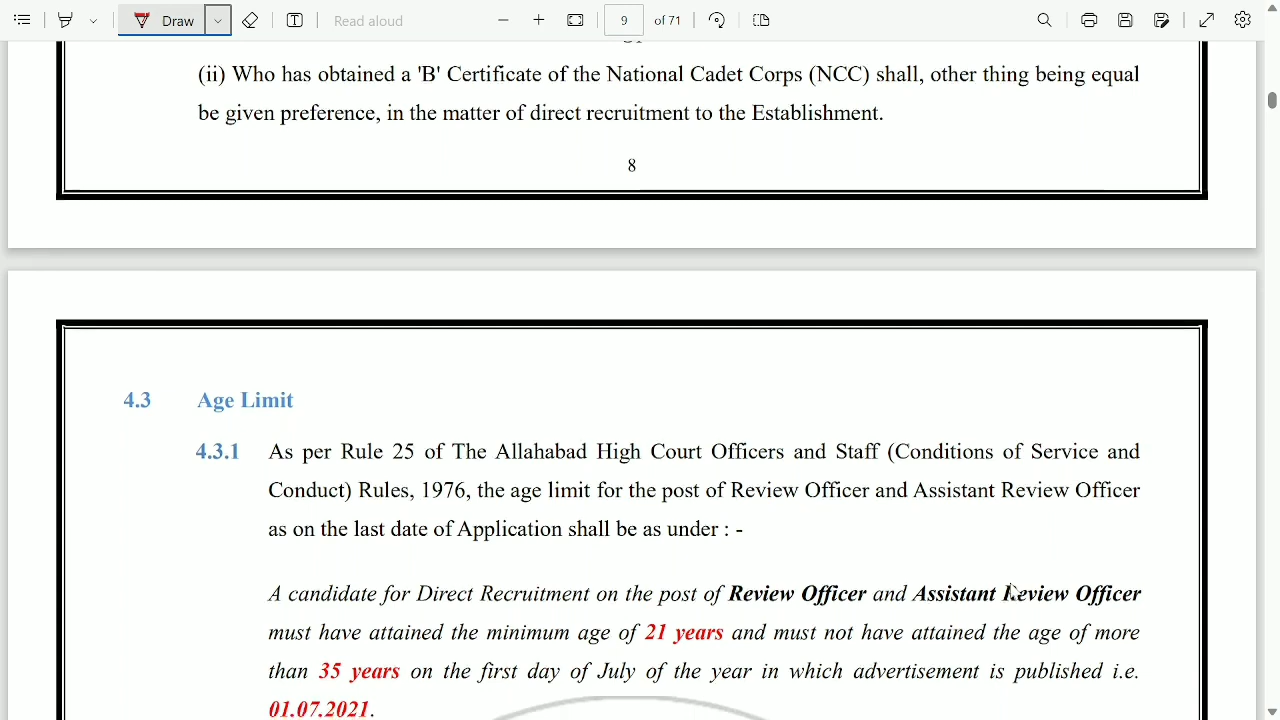 Draw
Read aloud
9 of 71
(ii) Who has obtained a 'B' Certificate of the National Cadet Corps (NCC) shall, other thing being equal
be given preference, in the matter of direct recruitment to the Establishment.
8
4.3 Age Limit
4.3.1 As per Rule 25 of The Allahabad High Court Officers and Staff (Conditions of Service and
Conduct) Rules, 1976, the age limit for the post of Review Officer and Assistant Review Officer
as on the last date of Application shall be as under : -
A candidate for Direct Recruitment on the post of Review Officer and Assistant Review Officer
must have attained the minimum age of 21 years and must not have attained the age of more
than 35 years on the first day of July of the year in which advertisement is published i.e.
01.07.2021.